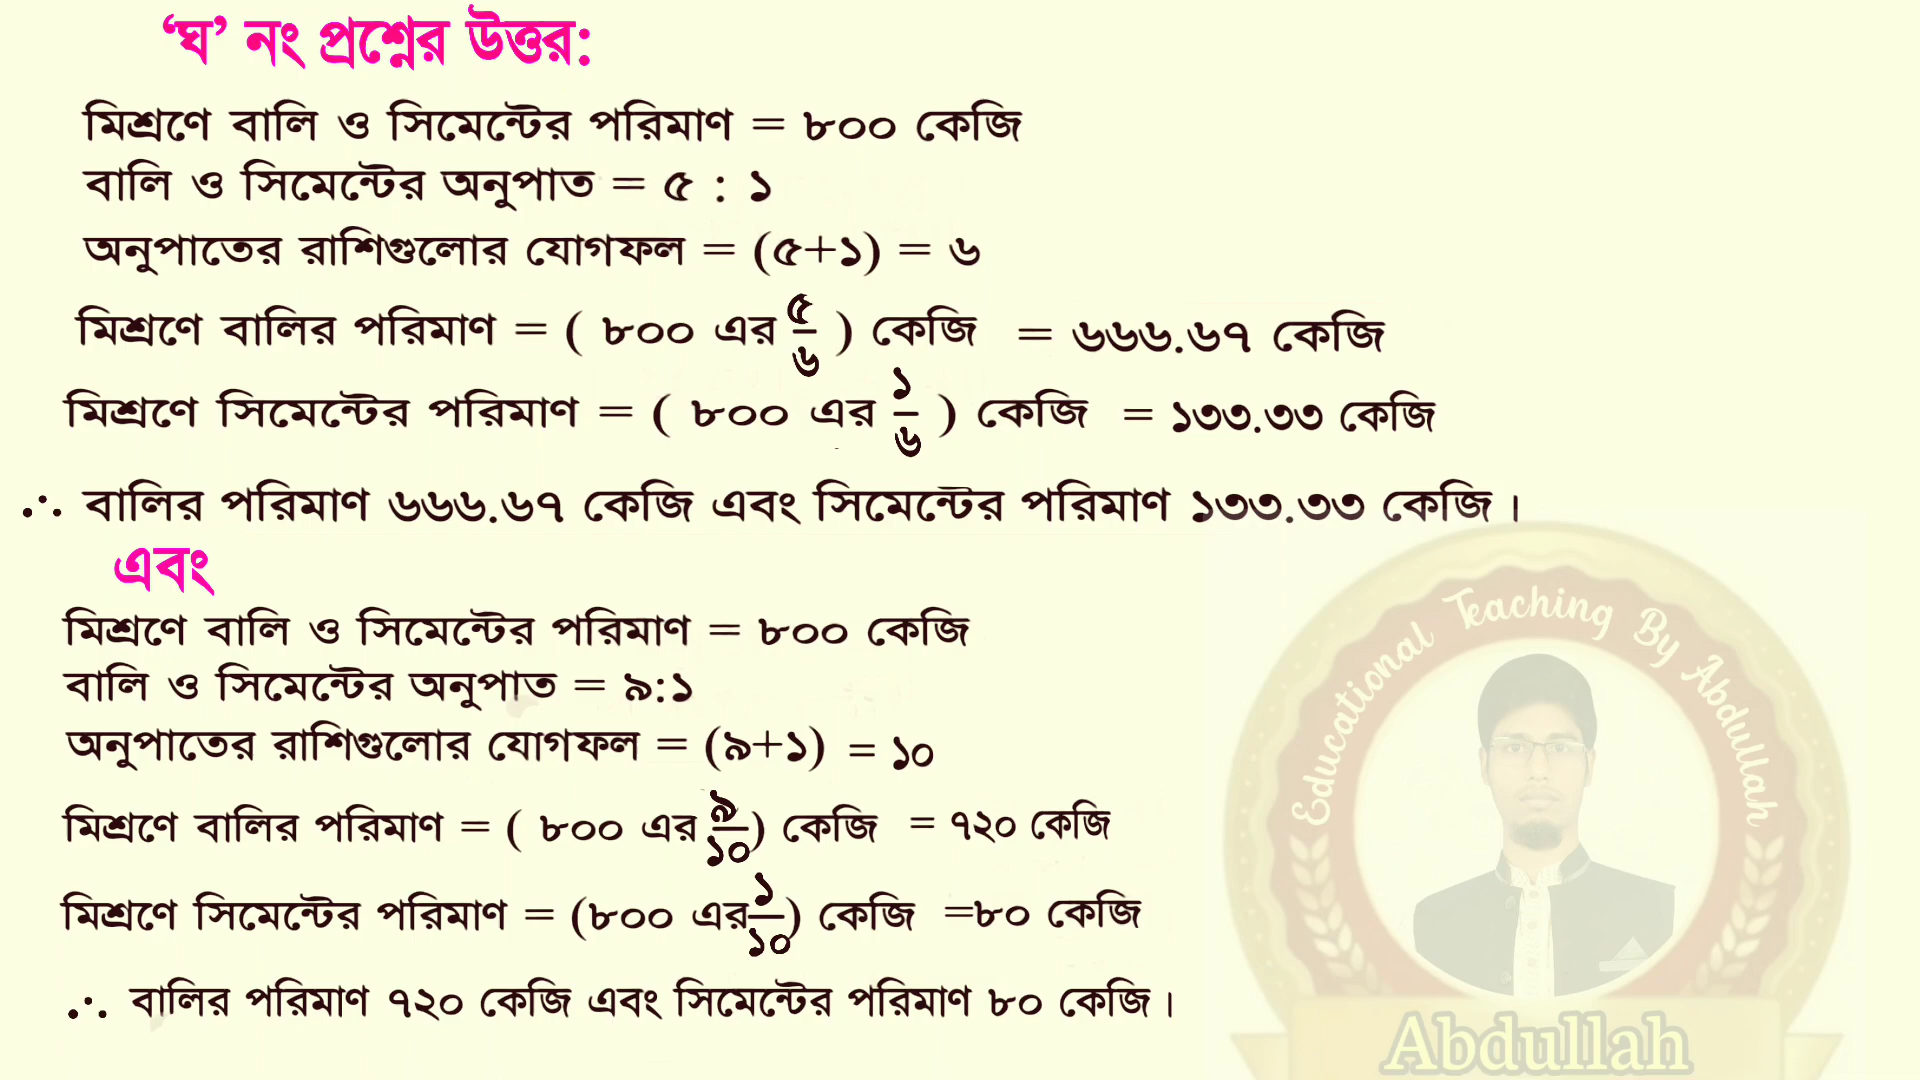 ‘ঘ’ নং প্রশ্নের উত্তর:
মিশ্রণে বালি ও সিমেন্টের পরিমাণ = ৮০০ কেজি
বালি ও সিমেন্টের অনুপাত = ৫ : ১
অনুপাতের রাশিগুলোর যোগফল = (৫+১) = ৬
মিশ্রণে বালির পরিমাণ = ( ৮০০ এর ৫/৬ ) কেজি = ৬৬৬.৬৭ কেজি
মিশ্রণে সিমেন্টের পরিমাণ = ( ৮০০ এর ১/৬ ) কেজি = ১৩৩.৩৩ কেজি
∴ বালির পরিমাণ ৬৬৬.৬৭ কেজি এবং সিমেন্টের পরিমাণ ১৩৩.৩৩ কেজি।
এবং
মিশ্রণে বালি ও সিমেন্টের পরিমাণ = ৮০০ কেজি
বালি ও সিমেন্টের অনুপাত = ৯:১
অনুপাতের রাশিগুলোর যোগফল = (৯+১) = ১০
মিশ্রণে বালির পরিমাণ = ( ৮০০ এর ৯/১০) কেজি = ৭২০ কেজি
মিশ্রণে সিমেন্টের পরিমাণ = (৮০০ এর ১/১০) কেজি =৮০ কেজি
∴ বালির পরিমাণ ৭২০ কেজি এবং সিমেন্টের পরিমাণ ৮০ কেজি।
Educational Teaching By Abdullah
Abdullah